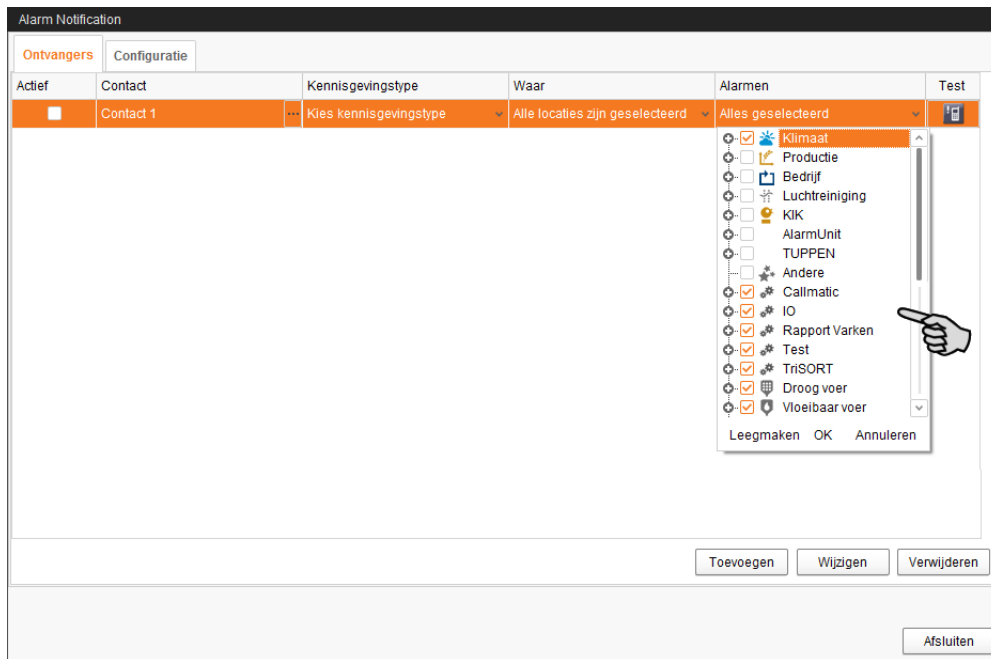 Alarm Notification
Ontvangers Configuratie
Actief Contact Kennisgevingstype Waar Alarmen Test
Contact 1 ... Kies kennisgevingstype Alle locaties zijn geselecteerd Alles geselecteerd
Klimaat
Productie
Bedrijf
Luchtreiniging
KIK
AlarmUnit
TUPPEN
Andere
Callmatic
IO
Rapport Varken
Test
TriSORT
Droog voer
Vloeibaar voer
Leegmaken OK Annuleren
Toevoegen Wijzigen Verwijderen
Afsluiten